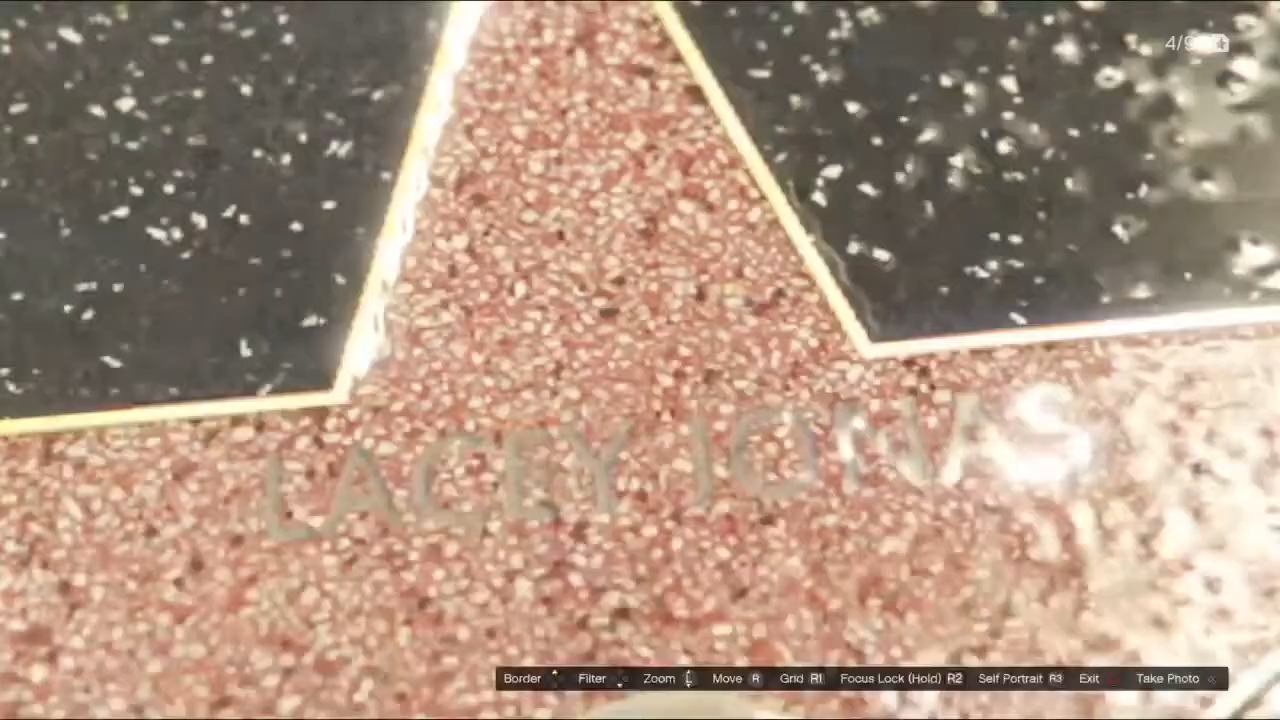 4/9
LACEY JONAS
Border Filter Zoom L Move R Grid R1 Focus Lock (Hold) R2 Self Portrait R3 Exit Take Photo